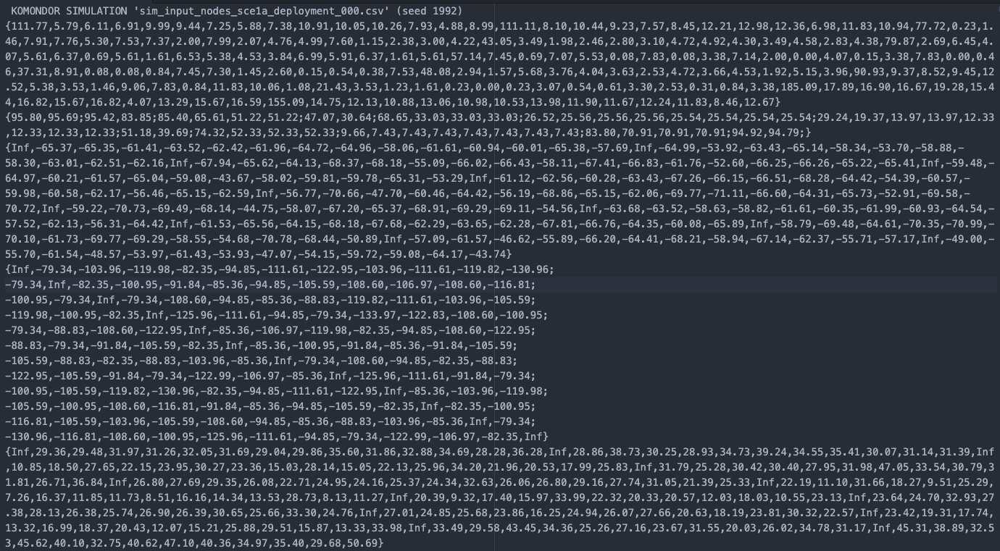 KOMONDOR SIMULATION 'sim_input_nodes_sce1a_deployment_000.csv' (seed 1992)
{111.77,5.79,6.11,6.91,9.99,9.44,7.25,5.88,7.38,10.91,10.05,10.26,7.93,4.88,8.99,111.11,8.10,10.44,9.23,7.57,8.45,12.21,12.98,12.36,6.98,11.83,10.94,77.72,0.23,1.
46,7.91,7.76,5.30,7.53,7.37,2.00,7.99,2.07,4.76,4.99,7.60,1.15,2.38,3.00,4.22,43.05,3.49,1.98,2.46,2.80,3.10,4.72,4.92,4.30,3.49,4.58,2.83,4.38,79.87,2.69,6.45,4.
07,5.61,6.37,0.69,5.61,1.61,6.53,5.38,4.53,3.84,6.99,5.91,6.37,1.61,5.61,57.14,7.45,0.69,7.07,5.53,0.08,7.83,0.08,3.38,7.14,2.00,0.00,4.07,0.15,3.38,7.83,0.00,0.4
6,37.31,8.91,0.08,0.08,0.84,7.45,7.30,1.45,2.60,0.15,0.54,0.38,7.53,48.08,2.94,1.57,5.68,3.76,4.04,3.63,2.53,4.72,3.66,4.53,1.92,5.15,3.96,90.93,9.37,8.52,9.45,12
.52,5.38,3.53,1.46,9.06,7.83,0.84,11.83,10.06,1.08,21.43,3.53,1.23,1.61,0.23,0.00,0.23,3.07,0.54,0.61,3.30,2.53,0.31,0.84,3.38,185.09,17.89,16.90,16.67,19.28,15.4
4,16.82,15.67,16.82,4.07,13.29,15.67,16.59,155.09,14.75,12.13,10.88,13.06,10.98,10.53,13.98,11.90,11.67,12.24,11.83,8.46,12.67}
{95.80,95.69;95.42,83.85;85.40,65.61,51.22,51.22;47.07,30.64;68.65,33.03,33.03,33.03;26.52,25.56,25.56,25.56,25.54,25.54,25.54,25.54;29.24,19.37,13.97,13.97,12.33
,12.33,12.33,12.33;51.18,39.69;74.32,52.33,52.33,52.33;9.66,7.43,7.43,7.43,7.43,7.43,7.43,7.43;83.80,70.91,70.91,70.91;94.92,94.79;}
{Inf,-65.37,-65.35,-61.41,-63.52,-62.42,-61.96,-64.72,-64.96,-58.06,-61.61,-60.94,-60.01,-65.38,-57.69,Inf,-64.99,-53.92,-63.43,-65.14,-58.34,-53.70,-58.88,-
58.30,-63.01,-62.51,-62.16,Inf,-67.94,-65.62,-64.13,-68.37,-68.18,-55.09,-66.02,-66.43,-58.11,-67.41,-66.83,-61.76,-52.60,-66.25,-66.26,-65.22,-65.41,Inf,-59.48,-
64.97,-60.21,-61.57,-65.04,-59.08,-43.67,-58.02,-59.81,-59.78,-65.31,-53.29,Inf,-61.12,-62.56,-60.28,-63.43,-67.26,-66.15,-66.51,-68.28,-64.42,-54.39,-60.57,-
59.98,-60.58,-62.17,-56.46,-65.15,-62.59,Inf,-56.77,-70.66,-47.70,-60.46,-64.42,-56.19,-68.86,-65.15,-62.06,-69.77,-71.11,-66.60,-64.31,-65.73,-52.91,-69.58,-
70.72,Inf,-59.22,-70.73,-69.49,-68.14,-44.75,-58.07,-67.20,-65.37,-68.91,-69.29,-69.11,-54.56,Inf,-63.68,-63.52,-58.63,-58.82,-61.61,-60.35,-61.99,-60.93,-64.54,-
57.52,-62.13,-56.31,-64.42,Inf,-61.53,-65.56,-64.15,-68.18,-67.68,-62.29,-63.65,-62.28,-67.81,-66.76,-64.35,-60.08,-65.89,Inf,-58.79,-69.48,-64.61,-70.35,-70.99,-
70.10,-61.73,-69.77,-69.29,-58.55,-54.68,-70.78,-68.44,-50.89,Inf,-57.09,-61.57,-46.62,-55.89,-66.20,-64.41,-68.21,-58.94,-67.14,-62.37,-55.71,-57.17,Inf,-49.00,-
55.70,-61.54,-48.57,-53.97,-61.43,-53.93,-47.07,-54.15,-59.72,-59.08,-64.17,-43.74}
{Inf,-79.34,-103.96,-119.98,-82.35,-94.85,-111.61,-122.95,-103.96,-111.61,-119.82,-130.96;
-79.34,Inf,-82.35,-100.95,-91.84,-85.36,-94.85,-105.59,-108.60,-106.97,-108.60,-116.81;
-100.95,-79.34,Inf,-79.34,-108.60,-94.85,-85.36,-88.83,-119.82,-111.61,-103.96,-105.59;
-119.98,-100.95,-82.35,Inf,-125.96,-111.61,-94.85,-79.34,-133.97,-122.83,-108.60,-100.95;
-79.34,-88.83,-108.60,-122.95,Inf,-85.36,-106.97,-119.98,-82.35,-94.85,-108.60,-122.95;
-88.83,-79.34,-91.84,-105.59,-82.35,Inf,-85.36,-100.95,-91.84,-85.36,-91.84,-105.59;
-105.59,-88.83,-82.35,-88.83,-103.96,-85.36,Inf,-79.34,-108.60,-94.85,-82.35,-88.83;
-122.95,-105.59,-91.84,-79.34,-122.99,-106.97,-85.36,Inf,-125.96,-111.61,-91.84,-79.34;
-100.95,-105.59,-119.82,-130.96,-82.35,-94.85,-111.61,-122.95,Inf,-85.36,-103.96,-119.98;
-105.59,-100.95,-108.60,-116.81,-91.84,-85.36,-94.85,-105.59,-82.35,Inf,-82.35,-100.95;
-116.81,-105.59,-103.96,-105.59,-108.60,-94.85,-85.36,-88.83,-103.96,-85.36,Inf,-79.34;
-130.96,-116.81,-108.60,-100.95,-125.96,-111.61,-94.85,-79.34,-122.99,-106.97,-82.35,Inf}
{Inf,29.36,29.48,31.97,31.26,32.05,31.69,29.04,29.86,35.60,31.86,32.88,34.69,28.28,36.28,Inf,28.86,38.73,30.25,28.93,34.73,39.24,34.55,35.41,30.07,31.14,31.39,Inf
,10.85,18.50,27.65,22.15,23.95,30.27,23.36,15.03,28.14,15.05,22.13,25.96,34.20,21.96,20.53,17.99,25.83,Inf,31.79,25.28,30.42,30.40,27.95,31.98,47.05,33.54,30.79,3
1.81,26.71,36.84,Inf,26.80,27.69,29.35,26.08,22.71,24.95,24.16,25.37,24.34,32.63,26.06,26.80,29.16,27.74,31.05,21.39,25.33,Inf,22.19,11.10,31.66,18.27,9.51,25.29,
7.26,16.37,11.85,11.73,8.51,16.16,14.34,13.53,28.73,8.13,11.27,Inf,20.39,9.32,17.40,15.97,33.99,22.32,20.33,20.57,12.03,18.03,10.55,23.13,Inf,23.64,24.70,32.93,27
.38,28.13,26.38,25.74,26.90,26.39,30.65,25.66,33.30,24.76,Inf,27.01,24.85,25.68,23.86,16.25,24.94,26.07,27.66,20.63,18.19,23.81,30.32,22.57,Inf,23.42,19.31,17.74,
13.32,16.99,18.37,20.43,12.07,15.21,25.88,29.51,15.87,13.33,33.98,Inf,33.49,29.58,43.45,34.36,25.26,27.16,23.67,31.55,20.03,26.02,34.78,31.17,Inf,45.31,38.89,32.5
3,45.62,40.10,32.75,40.62,47.10,40.36,34.97,35.40,29.68,50.69}